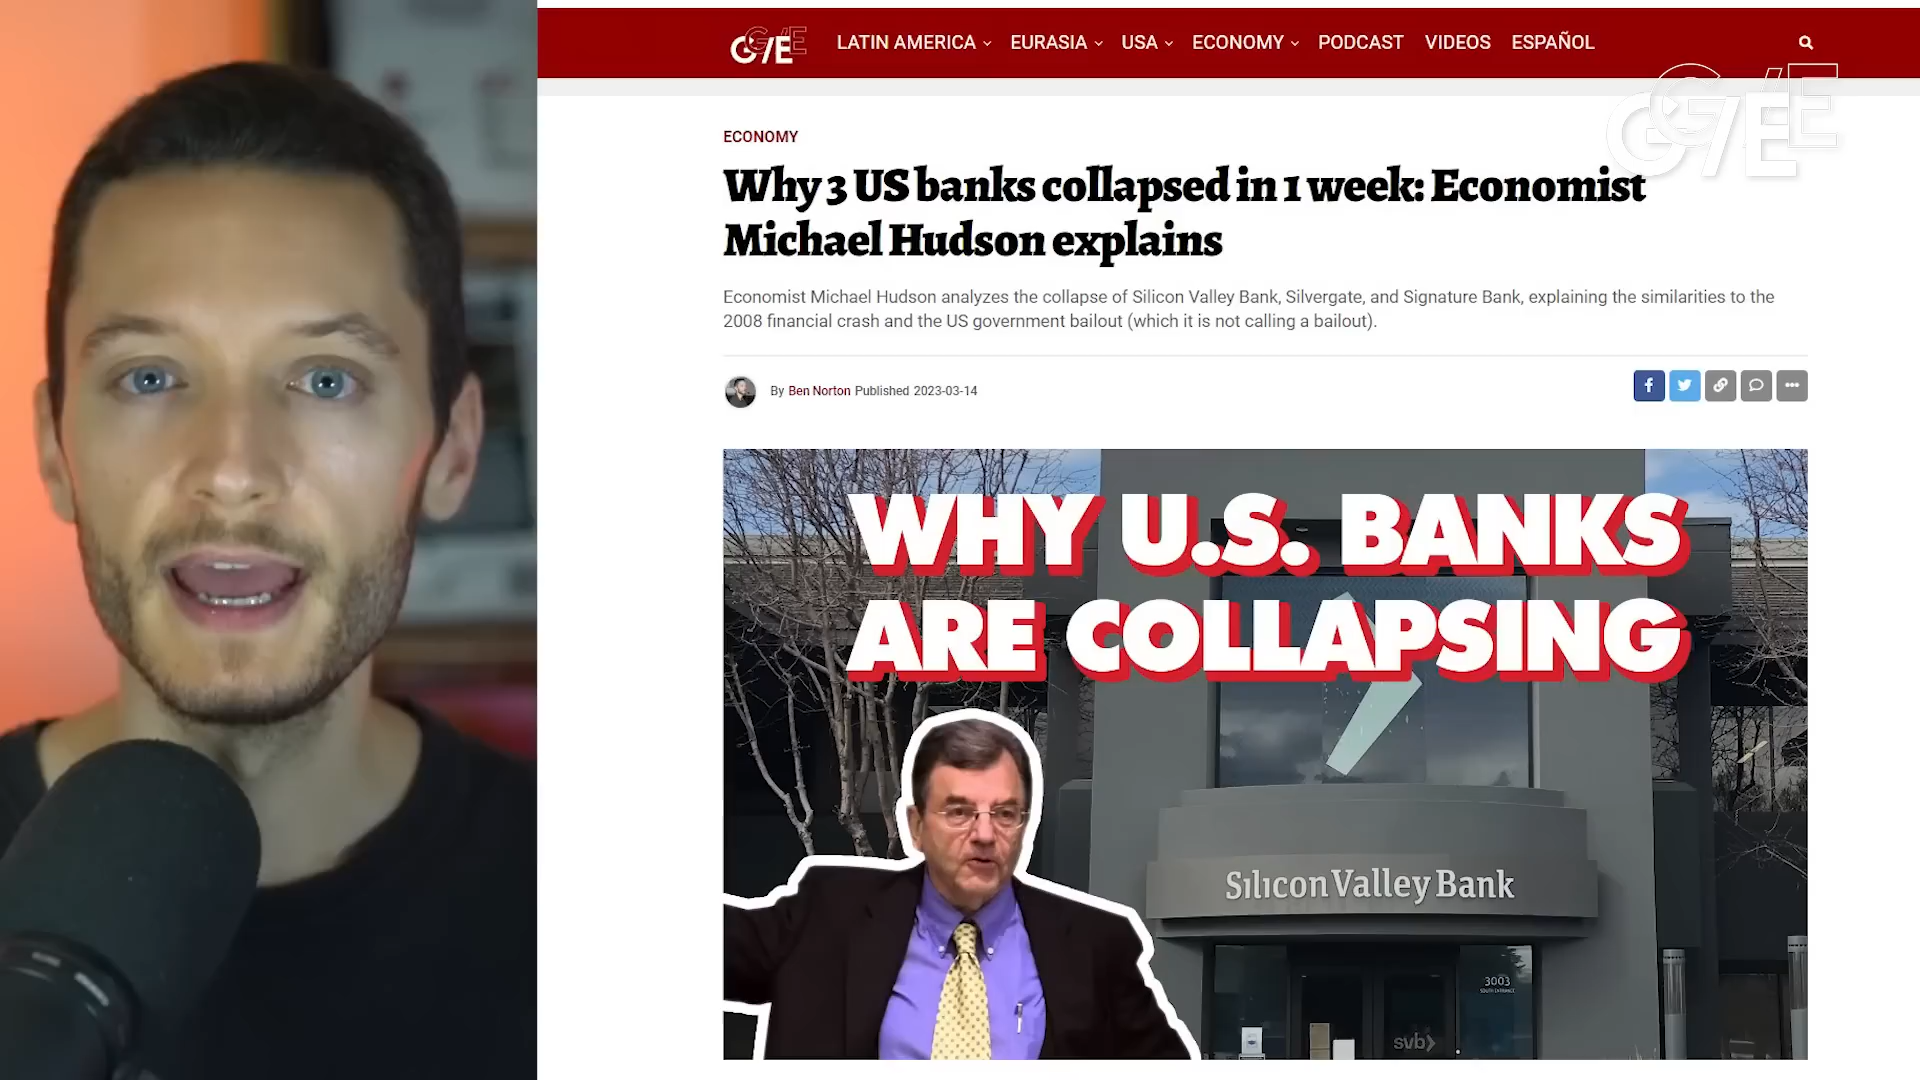 G/E LATIN AMERICA EURASIA USA ECONOMY PODCAST VIDEOS ESPAÑOL
G/E
ECONOMY
Why 3 US banks collapsed in 1 week: Economist
Michael Hudson explains
Economist Michael Hudson analyzes the collapse of Silicon Valley Bank, Silvergate, and Signature Bank, explaining the similarities to the
2008 financial crash and the US government bailout (which it is not calling a bailout).
By Ben Norton Published 2023-03-14
WHY U.S. BANKS
ARE COLLAPSING
Silicon Valley Bank
3003
SOUTH ENTRANCE
svb>